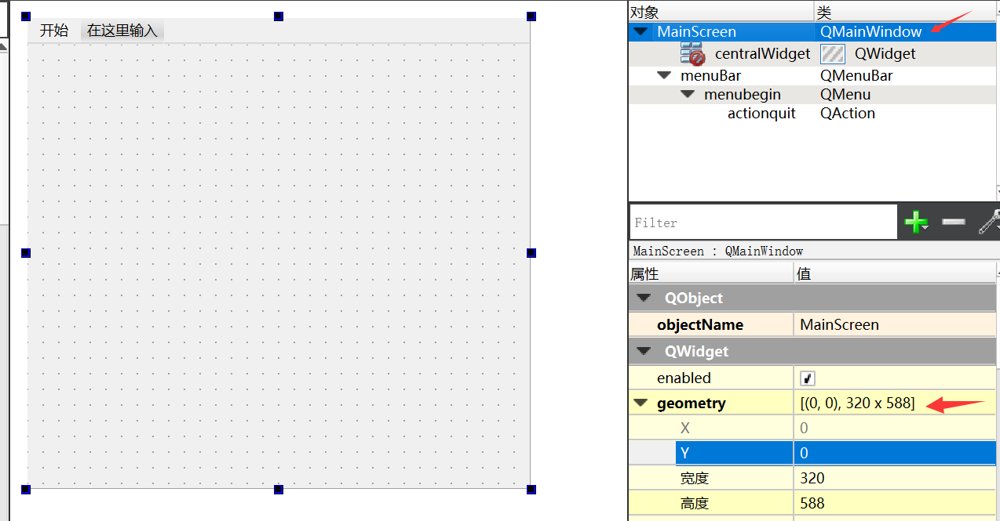 开始 在这里输入
对象 类
MainScreen QMainWindow
centralWidget QWidget
menuBar QMenuBar
menubegin QMenu
actionquit QAction
Filter
MainScreen : QMainWindow
属性 值
QObject
objectName MainScreen
QWidget
enabled
geometry [(0, 0), 320 x 588]
X 0
Y 0
宽度 320
高度 588